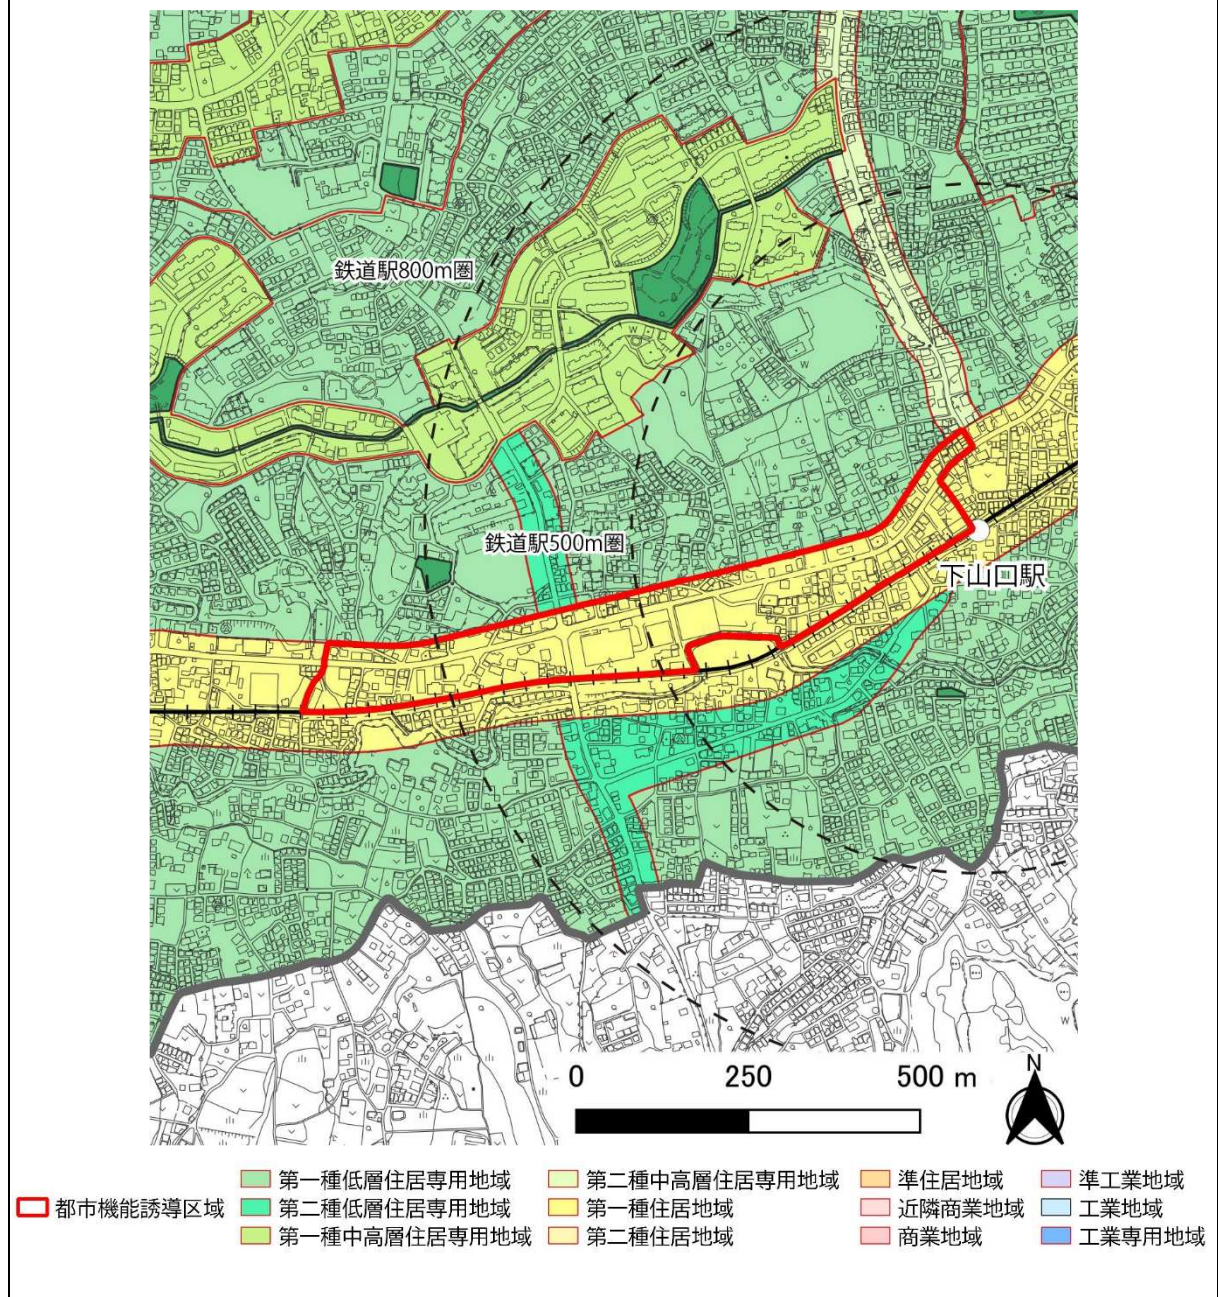 鉄道駅800m圏
鉄道駅500m圏
下山口駅
0 250 500 m
N
都市機能誘導区域
第一種低層住居専用地域
第二種低層住居専用地域
第一種中高層住居専用地域
第二種中高層住居専用地域
第一種住居地域
第二種住居地域
準住居地域
近隣商業地域
商業地域
準工業地域
工業地域
工業専用地域